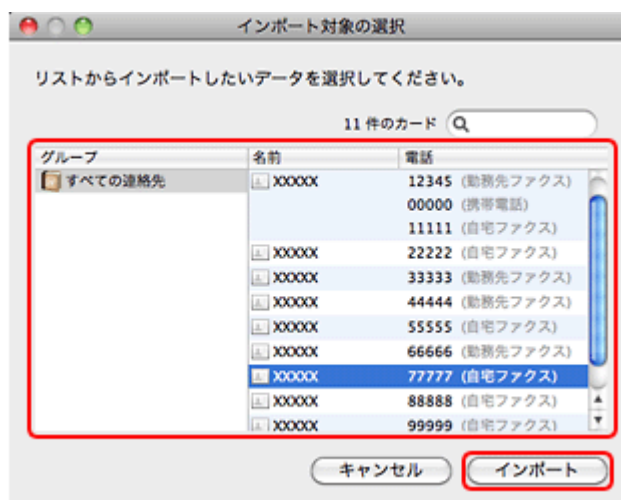 インポート対象の選択
リストからインポートしたいデータを選択してください。
11 件のカード
グループ 名前 電話
すべての連絡先 XXXXX 12345 (勤務先ファクス)
00000 (携帯電話)
11111 (自宅ファクス)
XXXXX 22222 (自宅ファクス)
XXXXX 33333 (勤務先ファクス)
XXXXX 44444 (勤務先ファクス)
XXXXX 55555 (自宅ファクス)
XXXXX 66666 (勤務先ファクス)
XXXXX 77777 (自宅ファクス)
XXXXX 88888 (自宅ファクス)
XXXXX 99999 (自宅ファクス)
キャンセル インポート